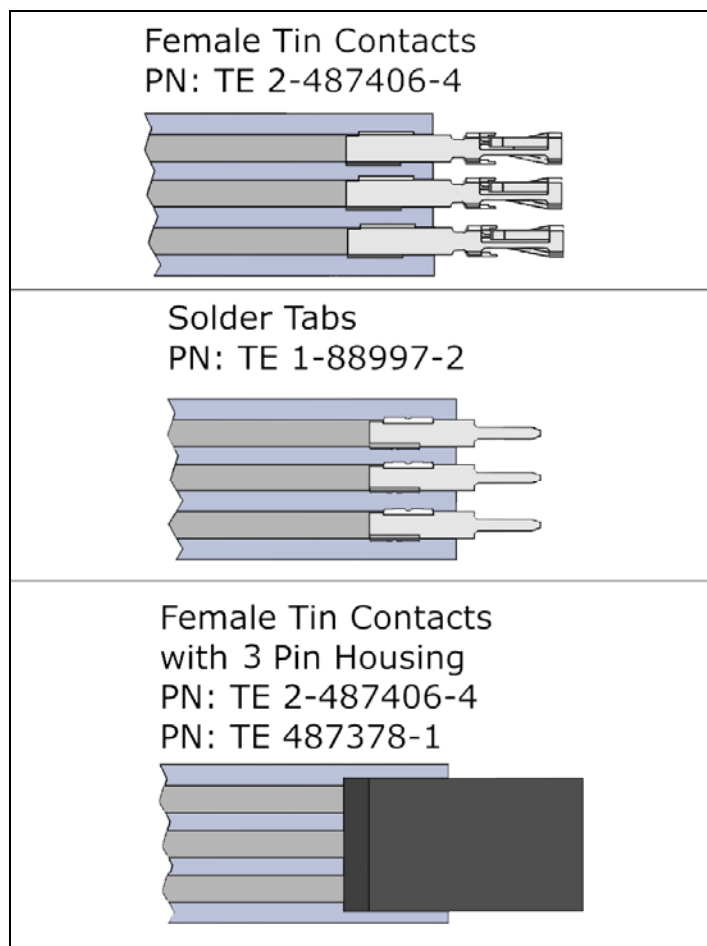 Female Tin Contacts
PN: TE 2-487406-4
Solder Tabs
PN: TE 1-88997-2
Female Tin Contacts
with 3 Pin Housing
PN: TE 2-487406-4
PN: TE 487378-1